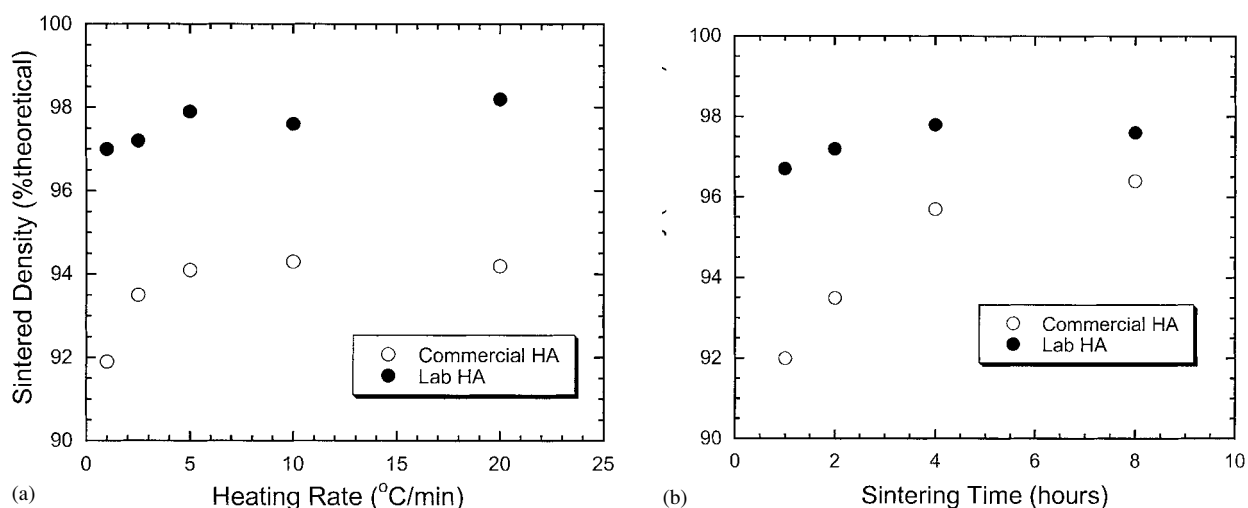 100
98
96
94
92
90
Sintered Density (%theoretical)
Commercial HA
Lab HA
0 5 10 15 20 25
(a) Heating Rate (°C/min)
100
98
96
94
92
90
Commercial HA
Lab HA
0 2 4 6 8 10
(b) Sintering Time (hours)